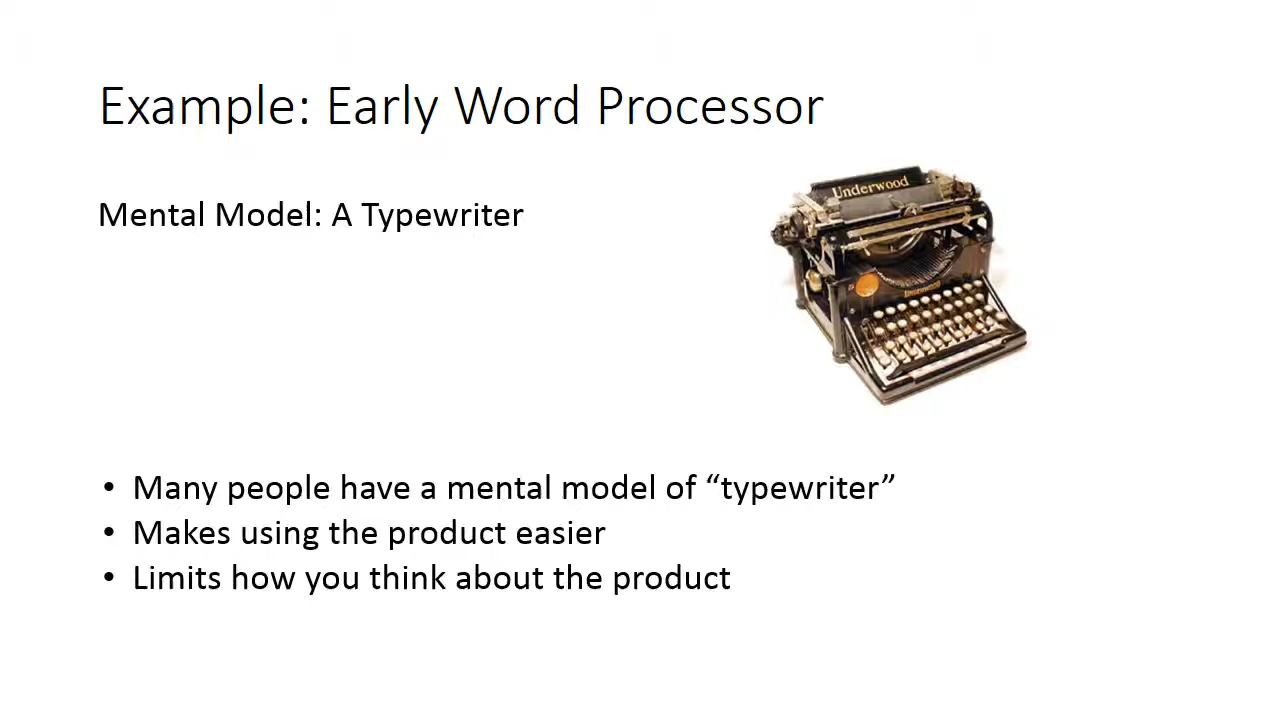 Example: Early Word Processor
Mental Model: A Typewriter
Underwood
UNDERWOOD
• Many people have a mental model of “typewriter”
• Makes using the product easier
• Limits how you think about the product